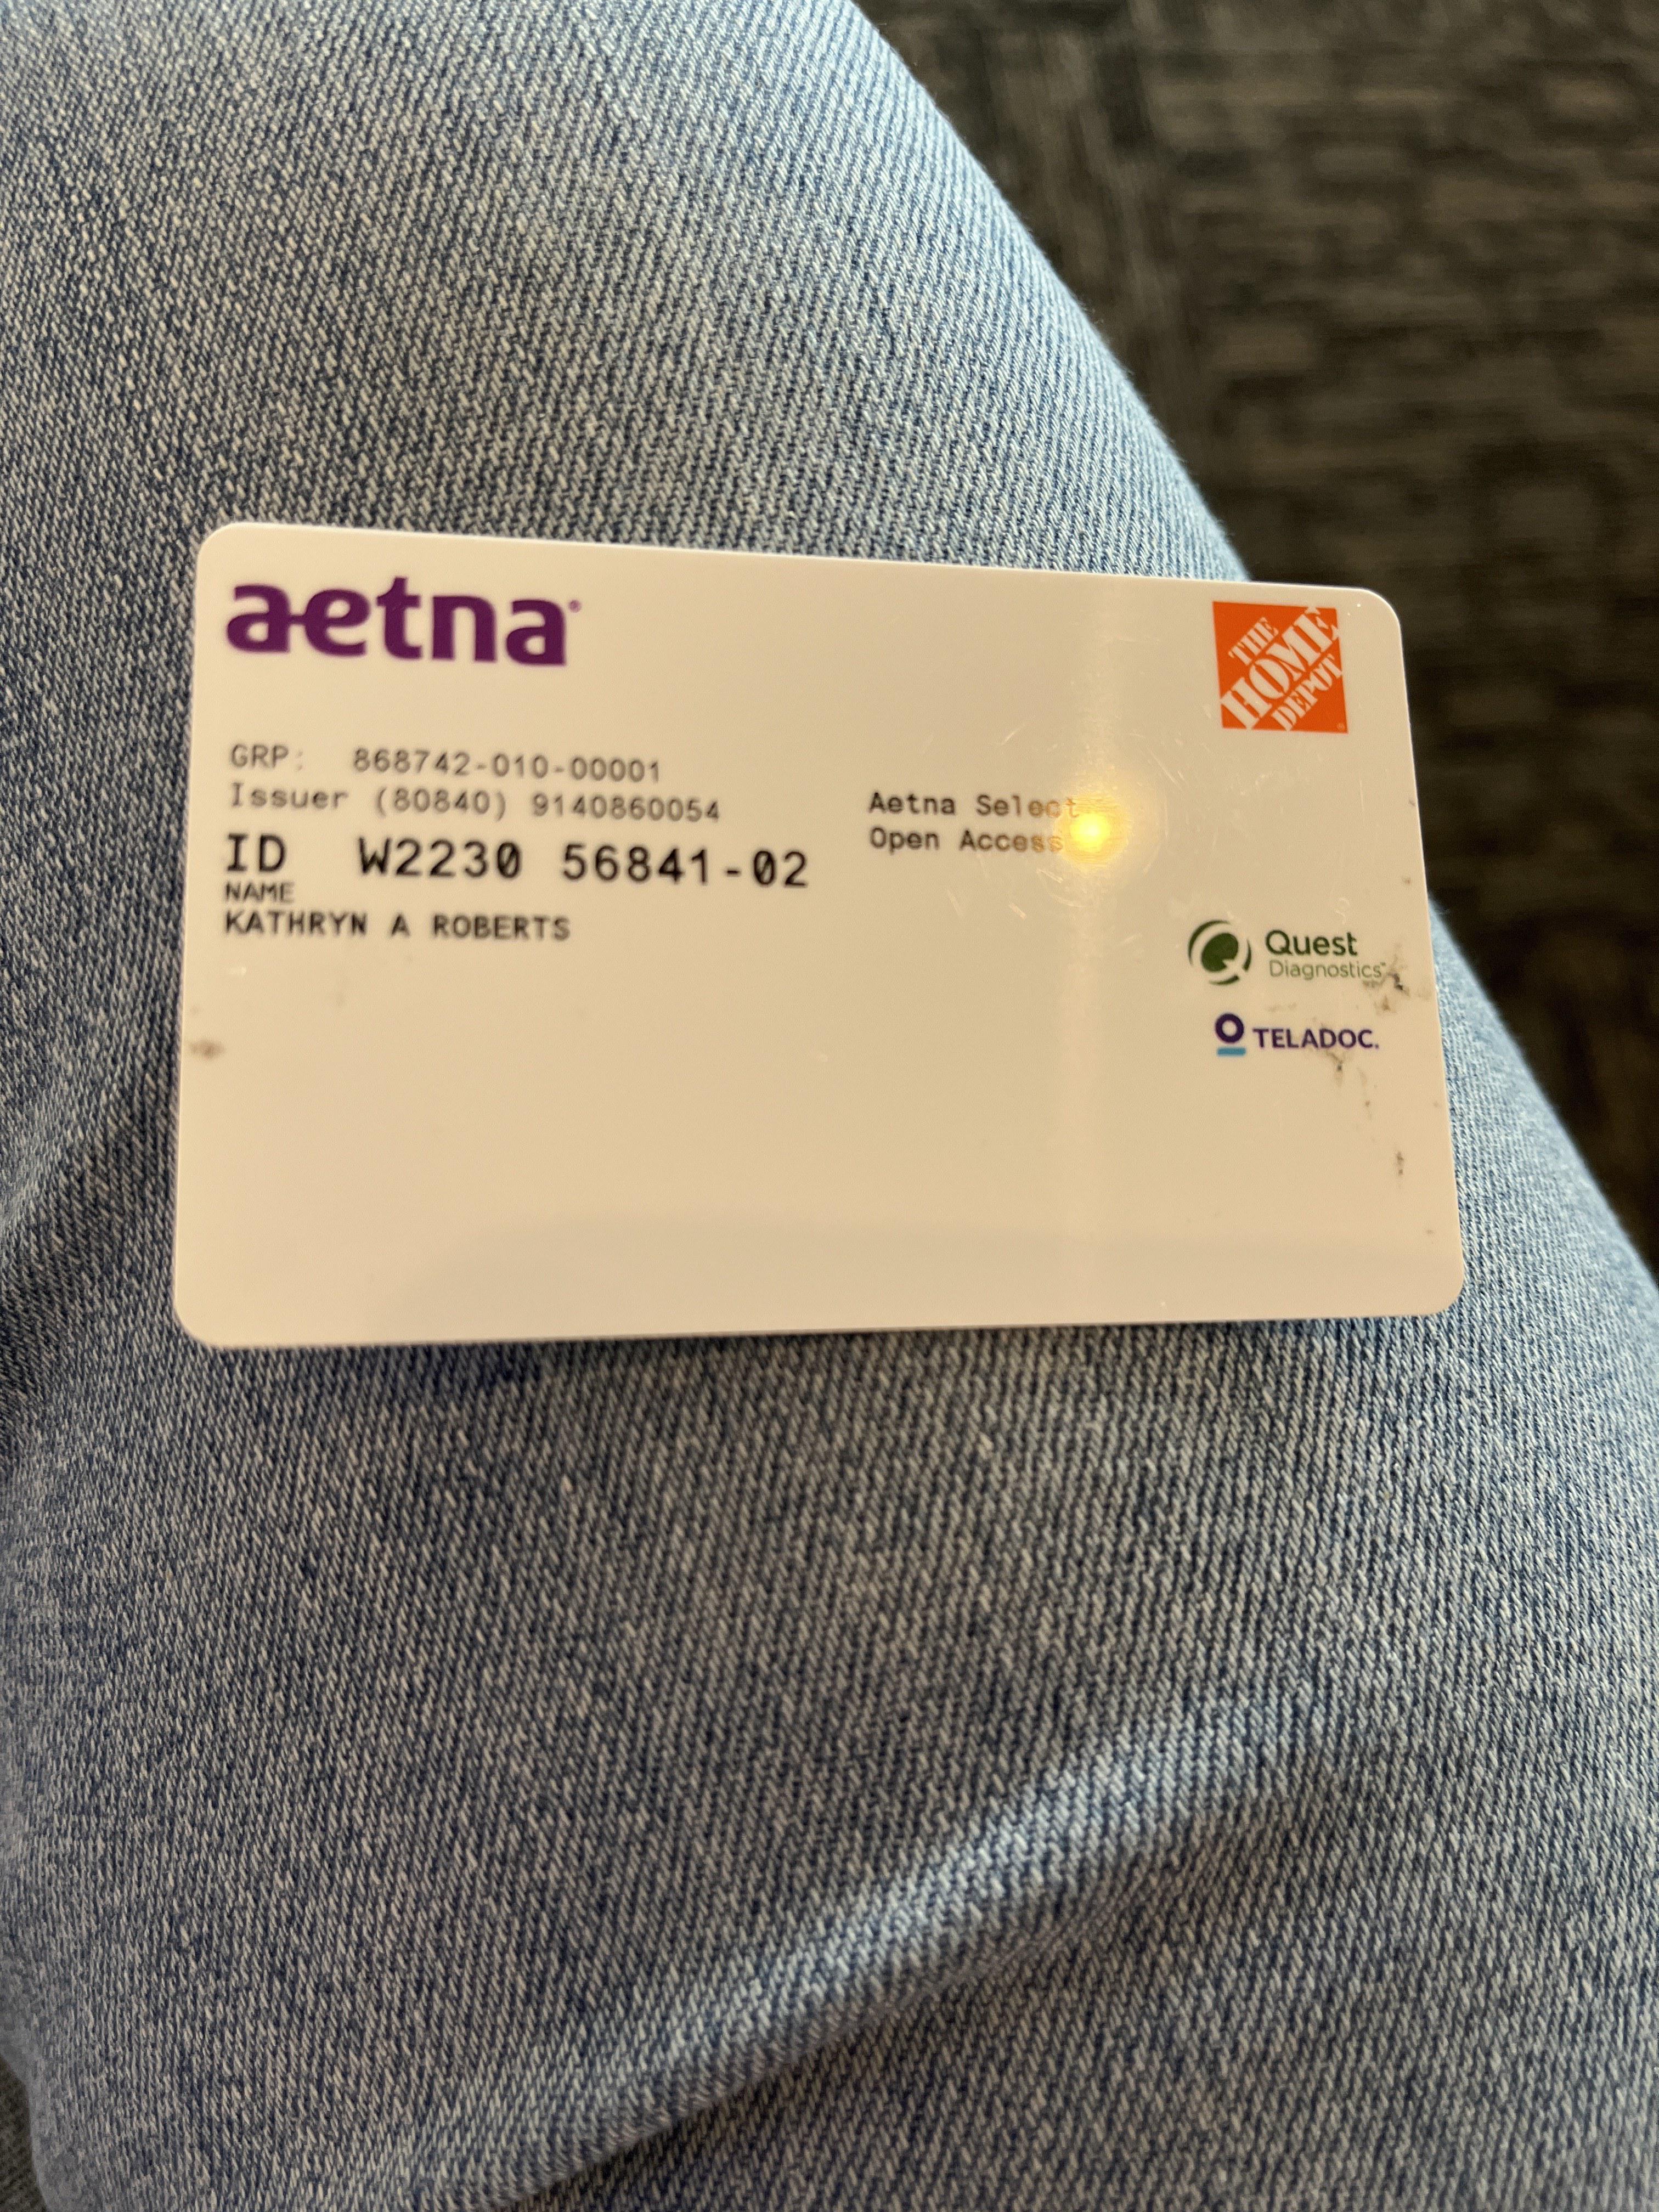 aetna
THE
HOME
DEPOT
GRP: 868742-010-00001
Issuer (80840) 9140860054
ID W2230 56841-02
NAME
KATHRYN A ROBERTS
Aetna Select
Open Access
Quest
Diagnostics
TELADOC.